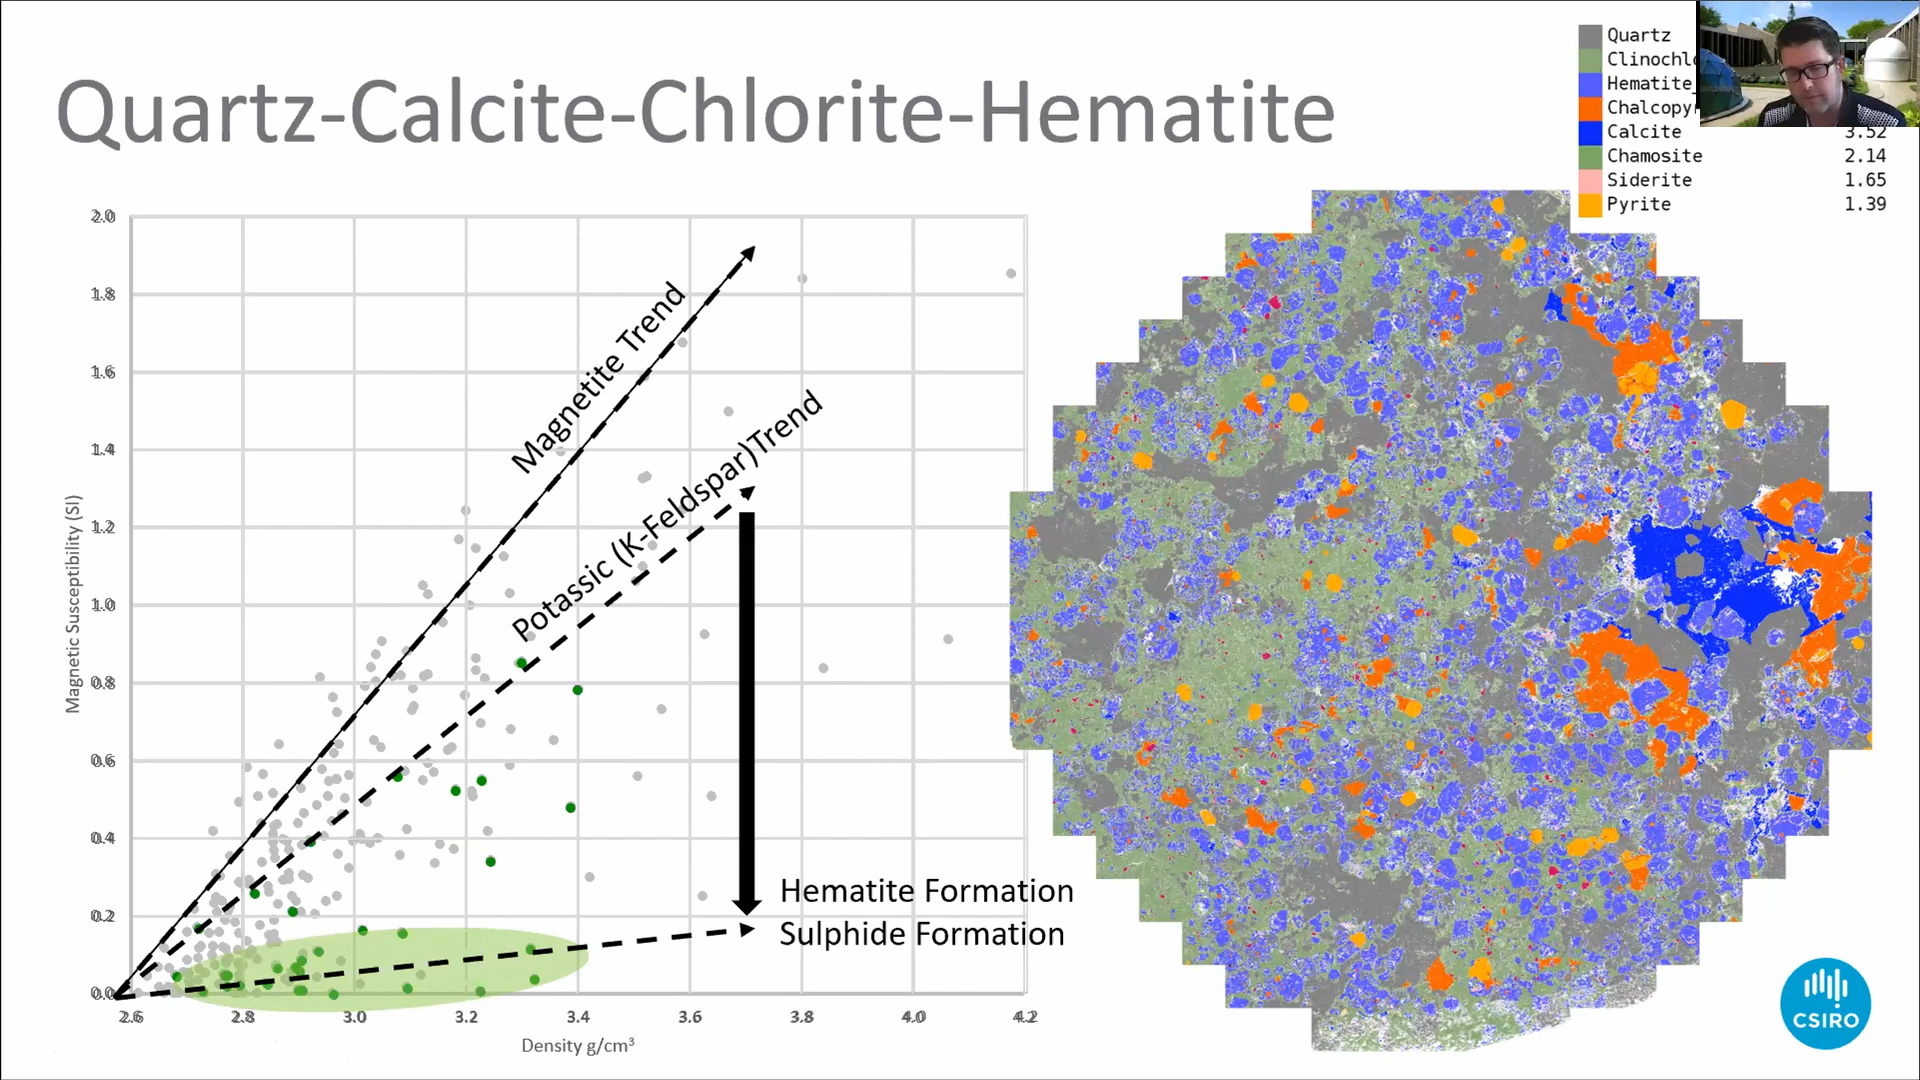 Quartz-Calcite-Chlorite-Hematite
Quartz
Hematite
Calcite 3.52
Chamosite 2.14
Siderite 1.65
Pyrite 1.39
2.0
1.8
1.6
1.4
1.2
1.0
0.8
0.6
0.4
0.2
0.0
Magnetic Susceptibility (SI)
Magnetite Trend
Potassic (K-Feldspar)Trend
Hematite Formation
Sulphide Formation
2.6 2.8 3.0 3.2 3.4 3.6 3.8 4.0 4.2
Density g/cm³
CSIRO